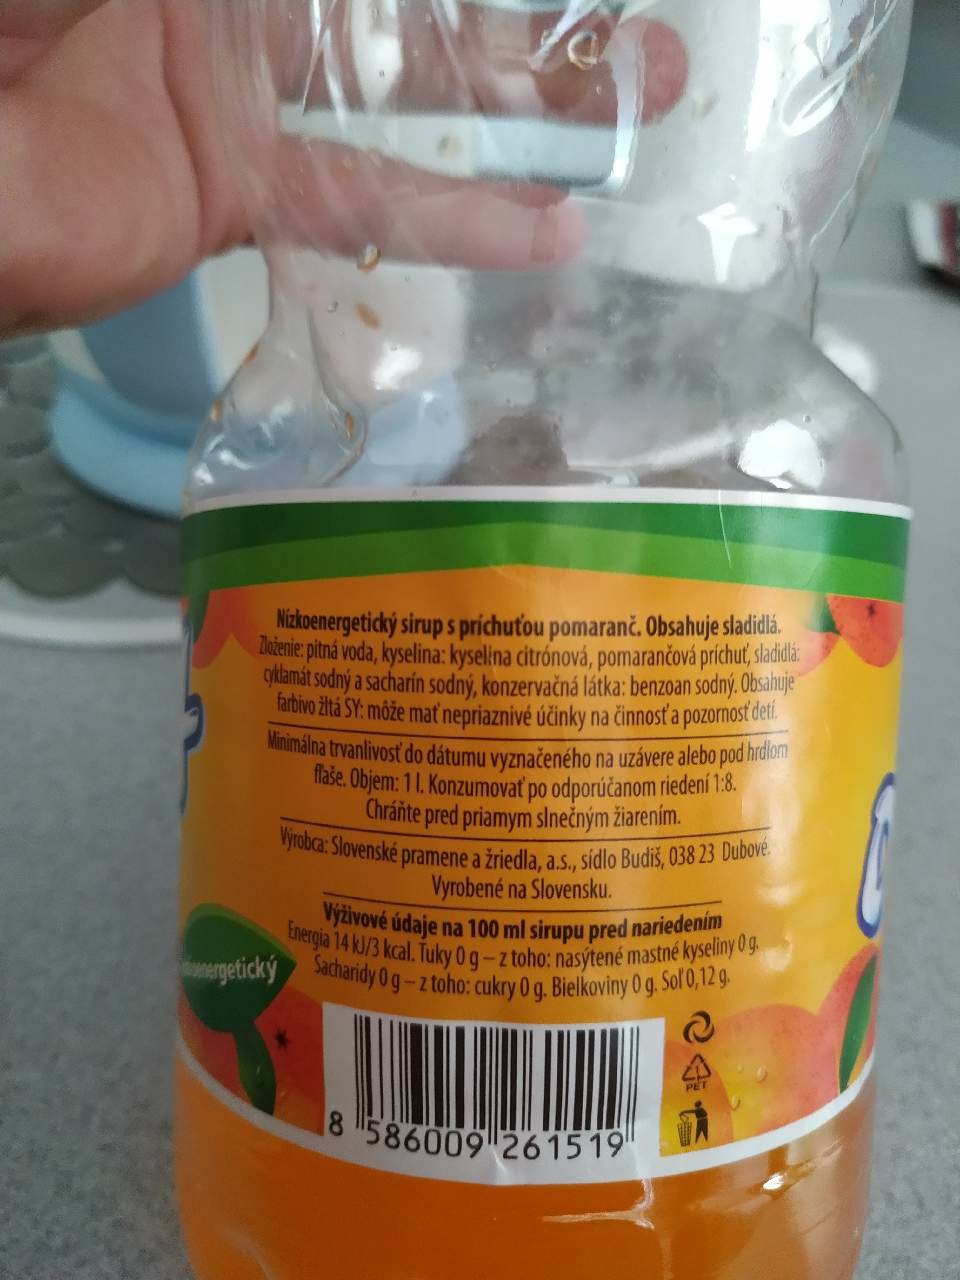 Nízkoenergetický sirup s príchuťou pomaranč. Obsahuje sladidlá.
Zloženie: pitná voda, kyselina: kyselina citrónová, pomarančová príchuť, sladidlá:
cyklamát sodný a sacharín sodný, konzervačná látka: benzoan sodný. Obsahuje
farbivo žltá SY: môže mať nepriaznivé účinky na činnosť a pozornosť detí.
Minimálna trvanlivosť do dátumu vyznačeného na uzávere alebo pod hrdlom
fľaše. Objem: 1 l. Konzumovať po odporúčanom riedení 1:8.
Chráňte pred priamym slnečným žiarením.
Výrobca: Slovenské pramene a žriedla, a.s., sídlo Budiš, 038 23 Dubové.
Vyrobené na Slovensku.
Výživové údaje na 100 ml sirupu pred nariedením
Energia 14 kJ/3 kcal. Tuky 0 g – z toho: nasýtené mastné kyseliny 0 g.
Sacharidy 0 g – z toho: cukry 0 g. Bielkoviny 0 g. Soľ 0,12 g.
8 586009 261519
1
PET